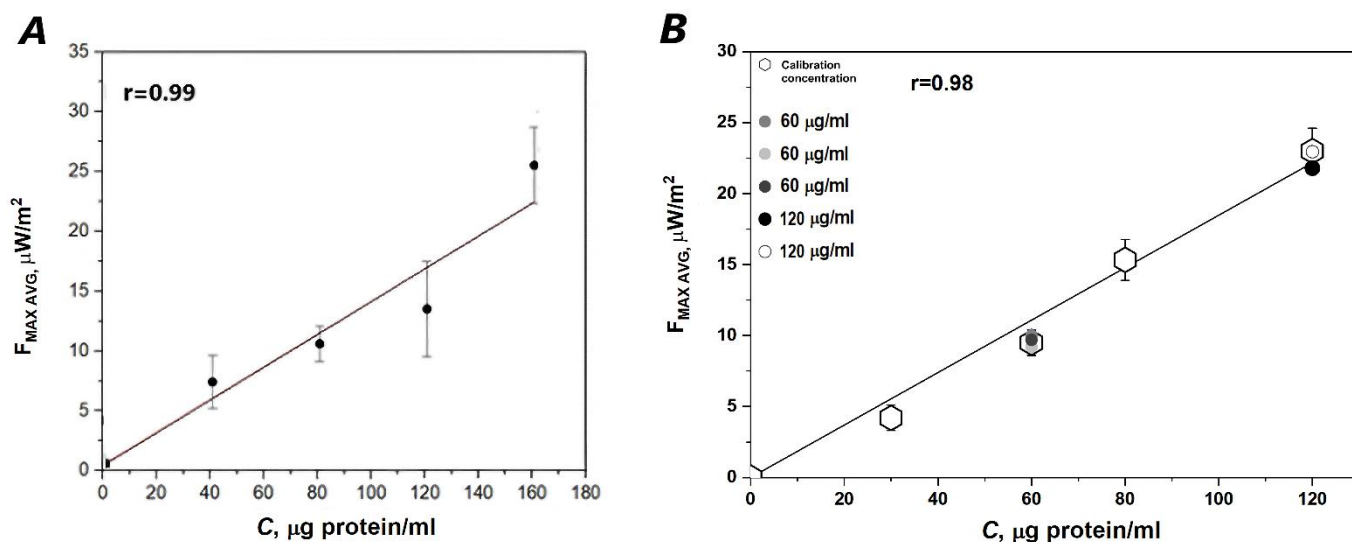 A
35
30
25
20
15
10
5
0
r=0.99
F_MAX AVG, μW/m²
0 20 40 60 80 100 120 140 160 180
C, μg protein/ml
B
30
25
20
15
10
5
0
Calibration
concentration
r=0.98
60 μg/ml
60 μg/ml
60 μg/ml
120 μg/ml
120 μg/ml
F_MAX AVG, μW/m²
0 20 40 60 80 100 120
C, μg protein/ml